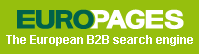 EUROPAGES
The European B2B search engine